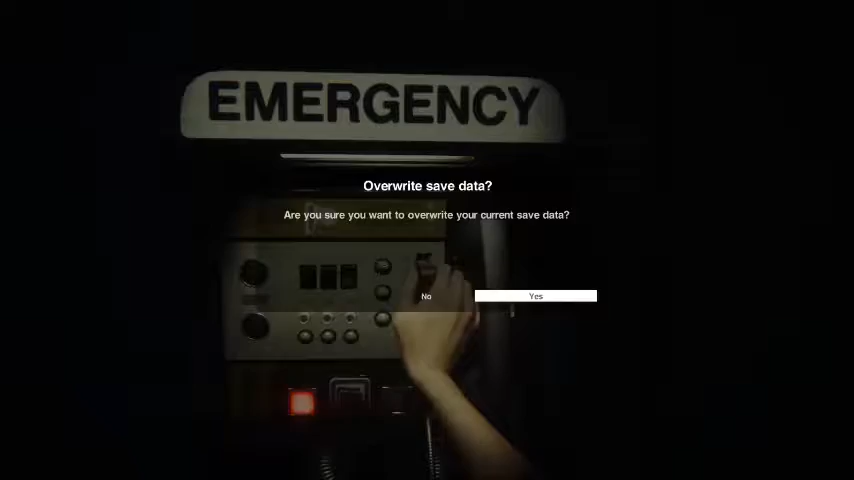 EMERGENCY
Overwrite save data?
Are you sure you want to overwrite your current save data?
No
Yes